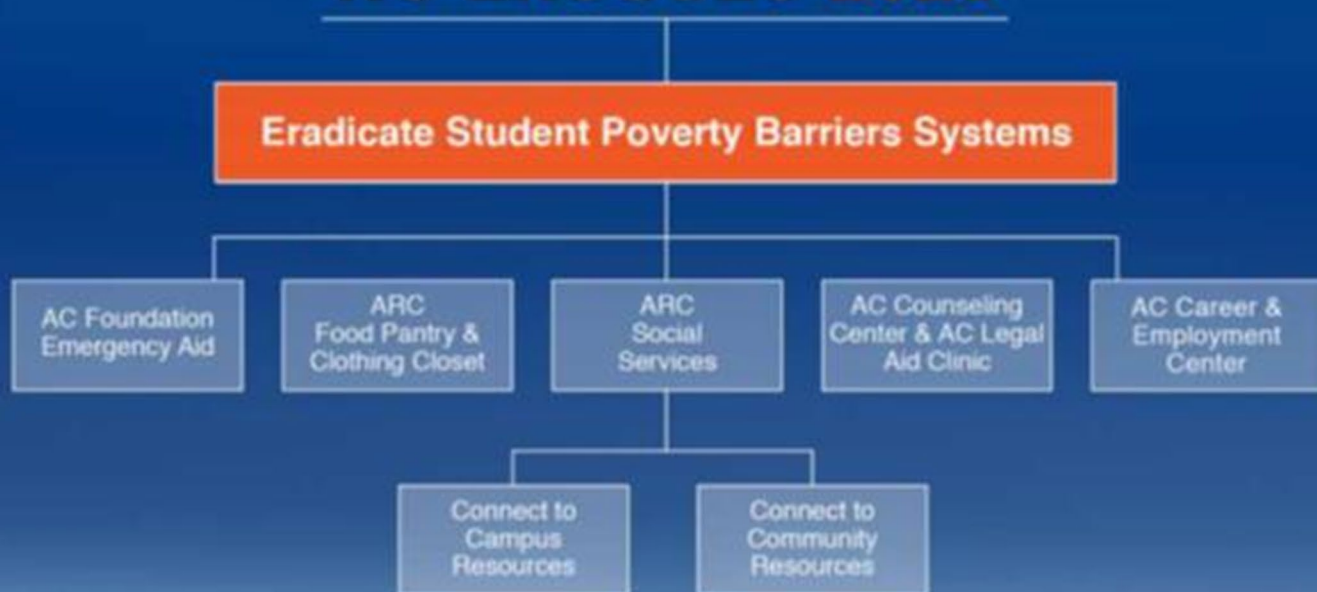 Eradicate Student Poverty Barriers Systems
AC Foundation
Emergency Aid
ARC
Food Pantry &
Clothing Closet
ARC
Social
Services
AC Counseling
Center & AC Legal
Aid Clinic
AC Career &
Employment
Center
Connect to
Campus
Resources
Connect to
Community
Resources